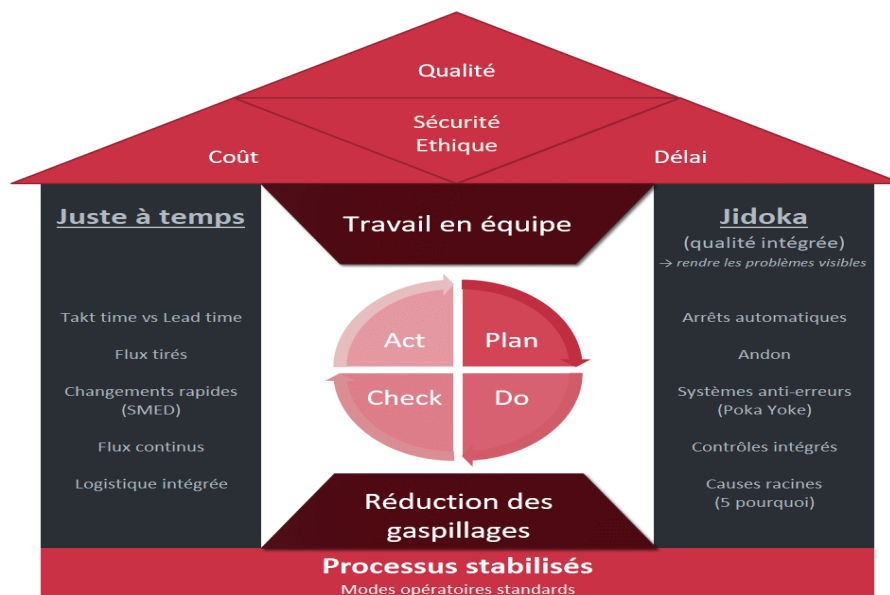 Qualité
Sécurité
Ethique
Coût
Délai
Juste à temps
Takt time vs Lead time
Flux tirés
Changements rapides
(SMED)
Flux continus
Logistique intégrée
Travail en équipe
Act
Plan
Check
Do
Réduction des
gaspillages
Jidoka
(qualité intégrée)
→ rendre les problèmes visibles
Arrêts automatiques
Andon
Systèmes anti-erreurs
(Poka Yoke)
Contrôles intégrés
Causes racines
(5 pourquoi)
Processus stabilisés
Modes opératoires standards